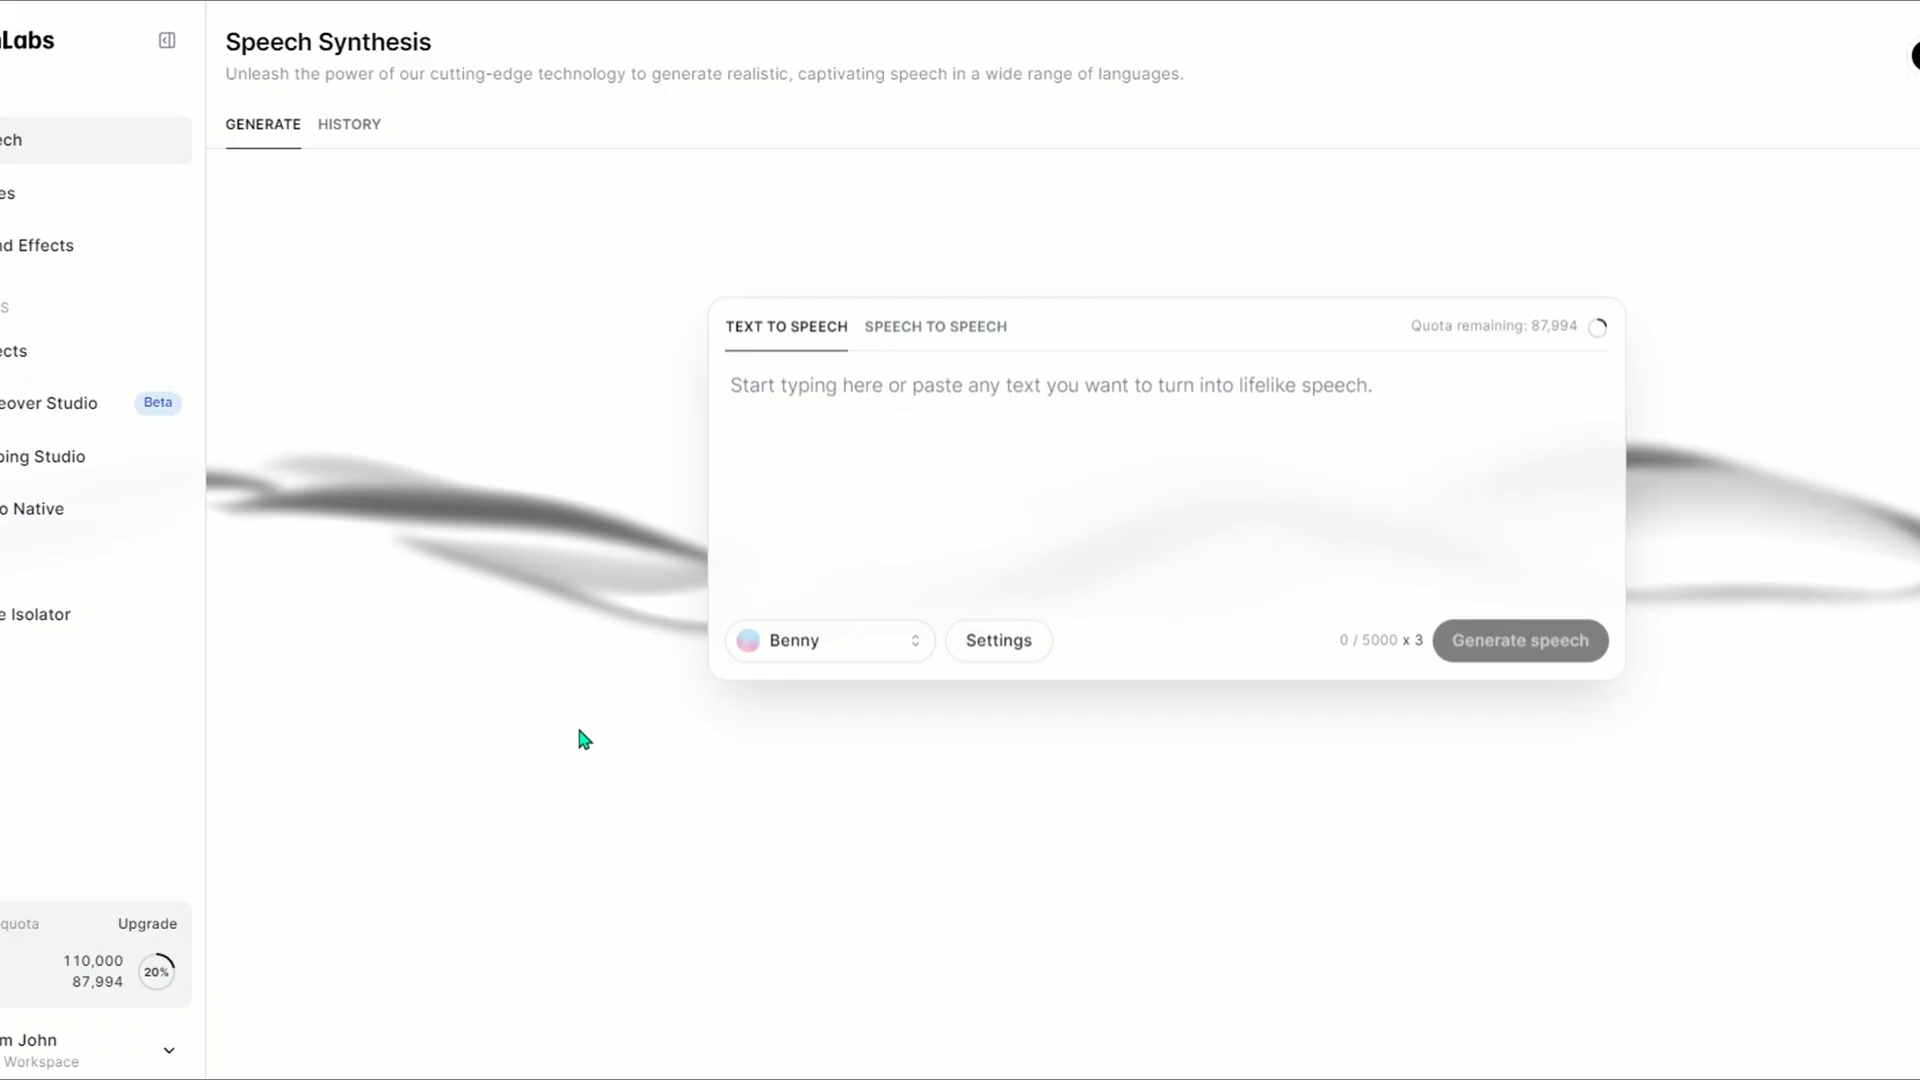 Labs
Speech Synthesis
Unleash the power of our cutting-edge technology to generate realistic, captivating speech in a wide range of languages.
GENERATE HISTORY
ech
es
nd Effects
S
ects
eover Studio Beta
bing Studio
o Native
e Isolator
TEXT TO SPEECH SPEECH TO SPEECH Quota remaining: 87,994
Start typing here or paste any text you want to turn into lifelike speech.
Benny Settings 0 / 5000 x 3 Generate speech
quota Upgrade
110,000
87,994
20%
m John
Workspace